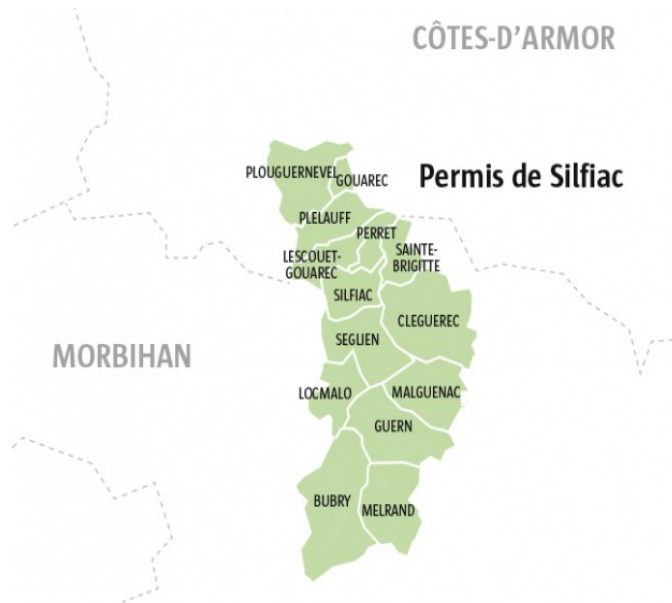 CÔTES-D'ARMOR
Permis de Silfiac
PLOUGUERNEVEL
GOUAREC
PLELAUFF
PERRET
SAINTE-
BRIGITTE
LESCOUET-
GOUAREC
SILFIAC
CLEGUEREC
SEGLIEN
MORBIHAN
LOCMALO
MALGUENAC
GUERN
BUBRY
MELRAND